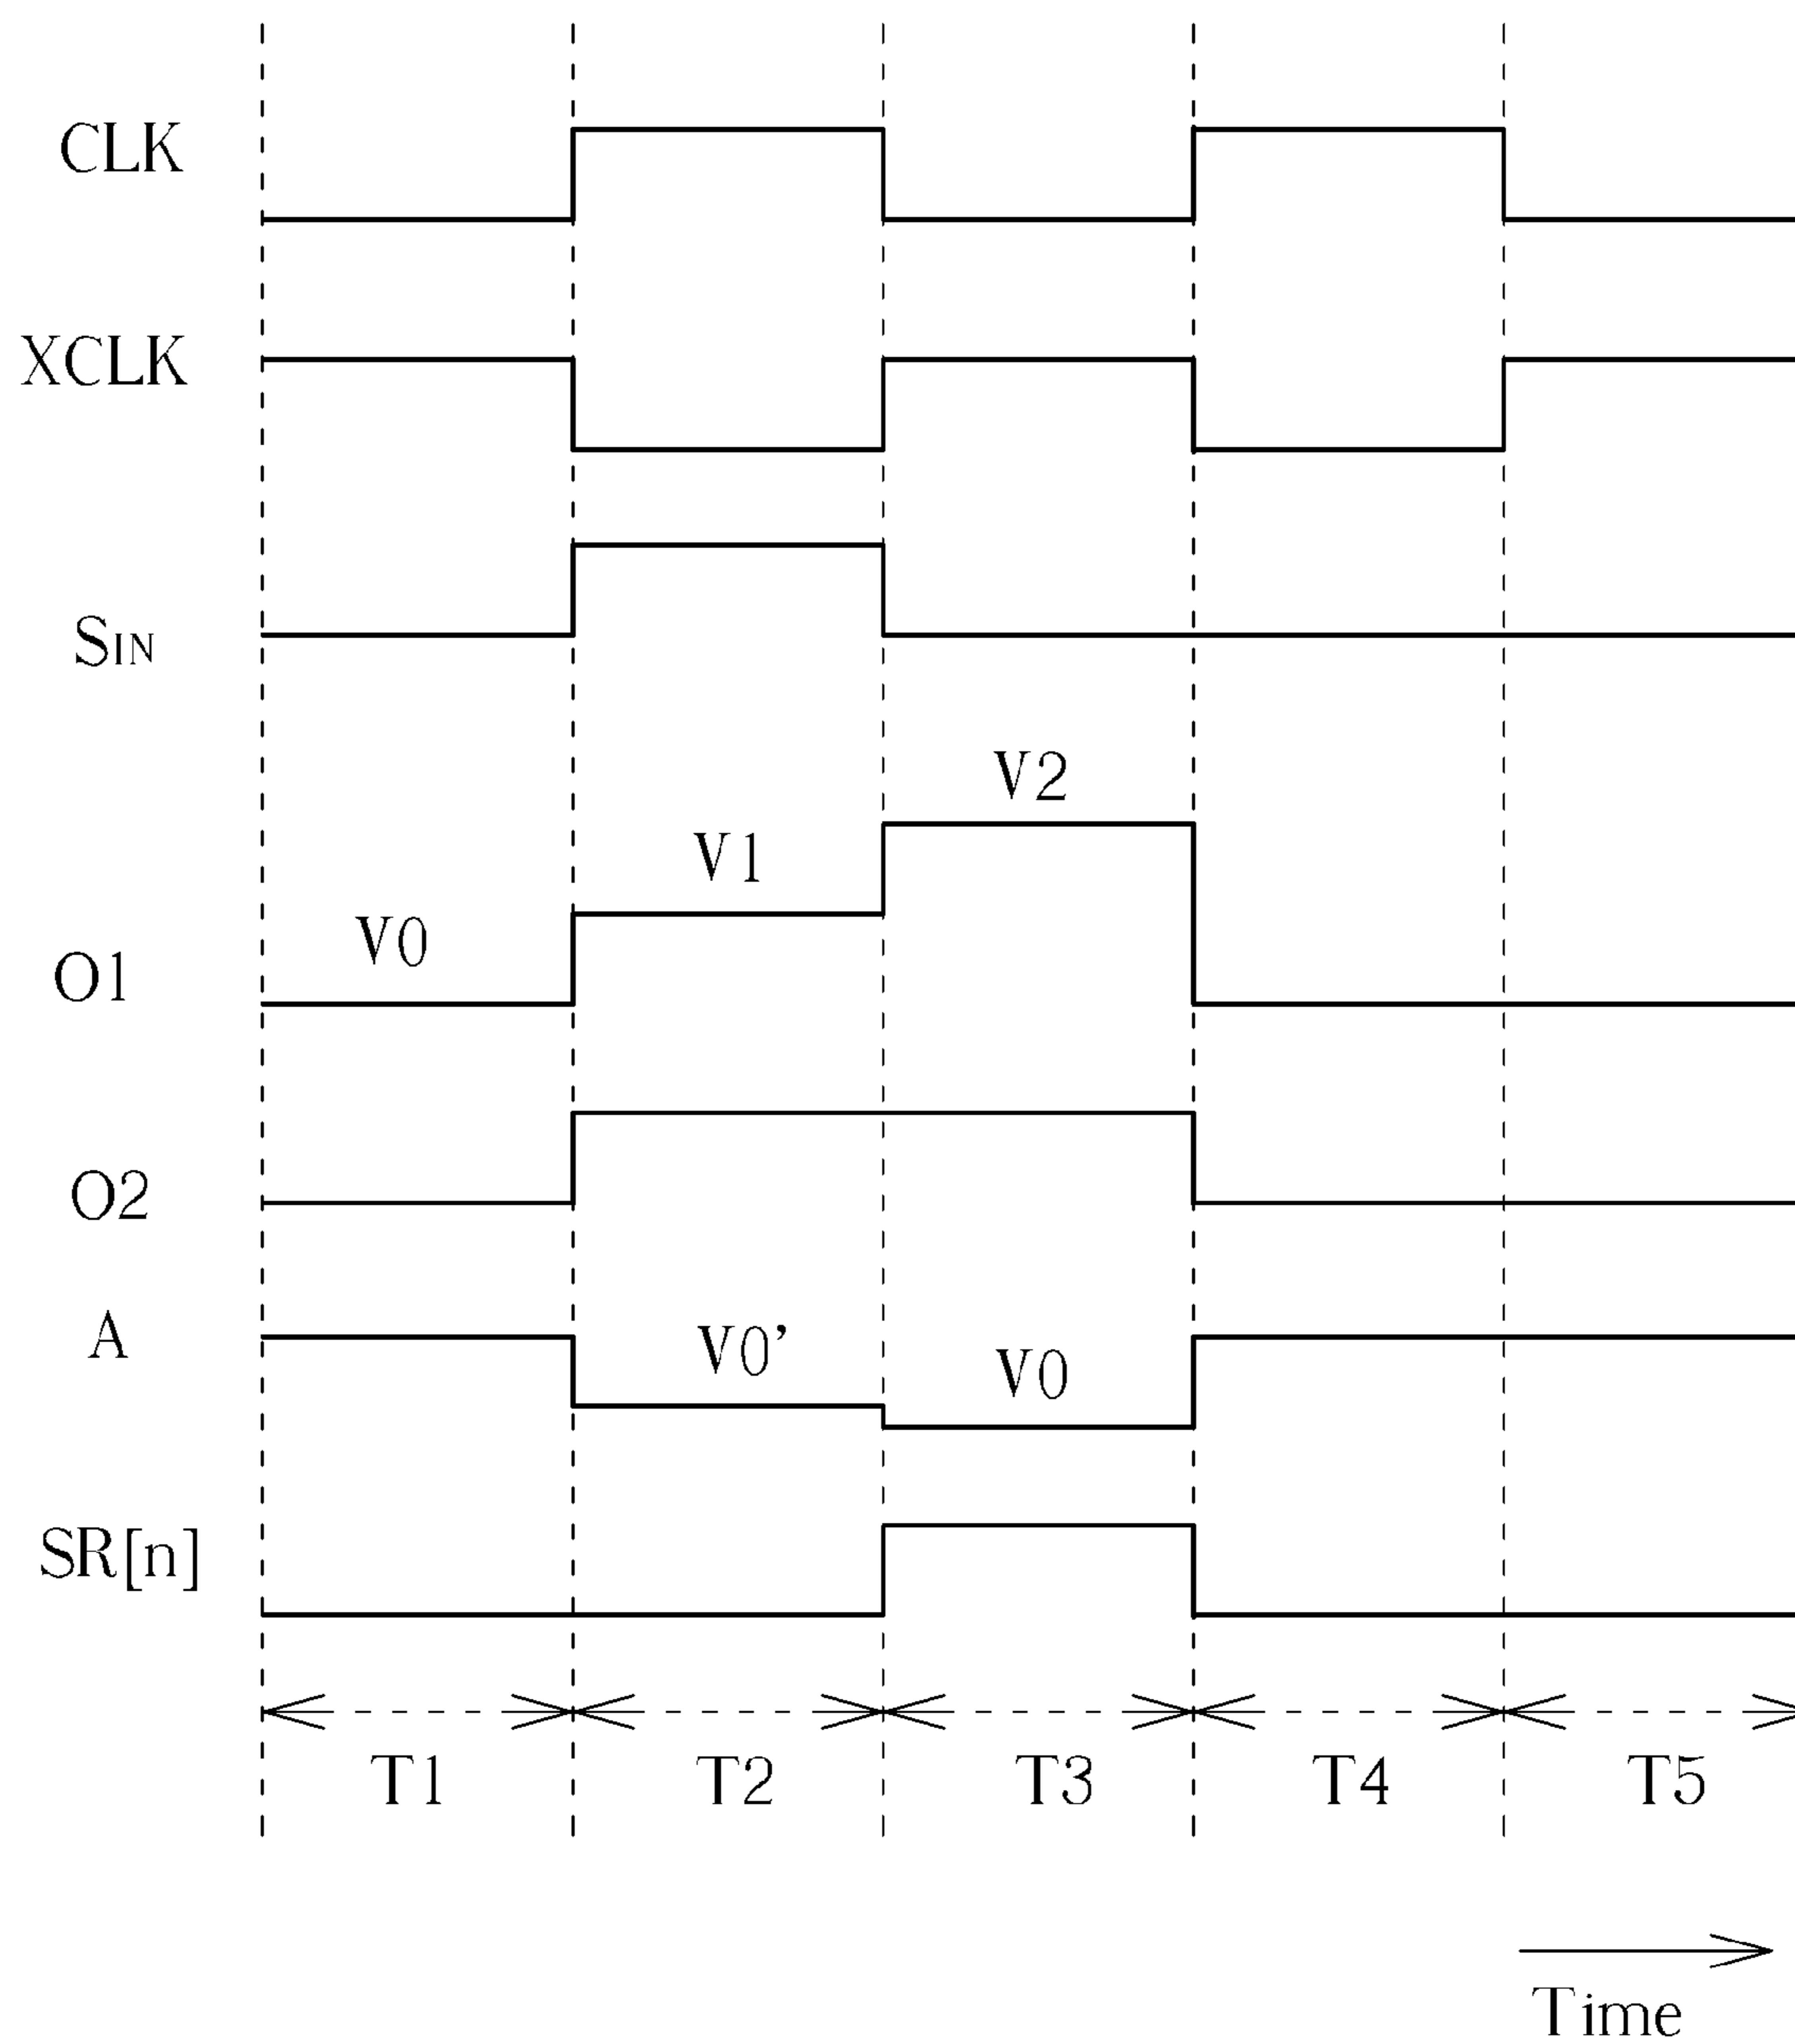 CLK
XCLK
SIN
V2
V1
V0
O1
O2
A
V0’
V0
SR[n]
T1 T2 T3 T4 T5
Time